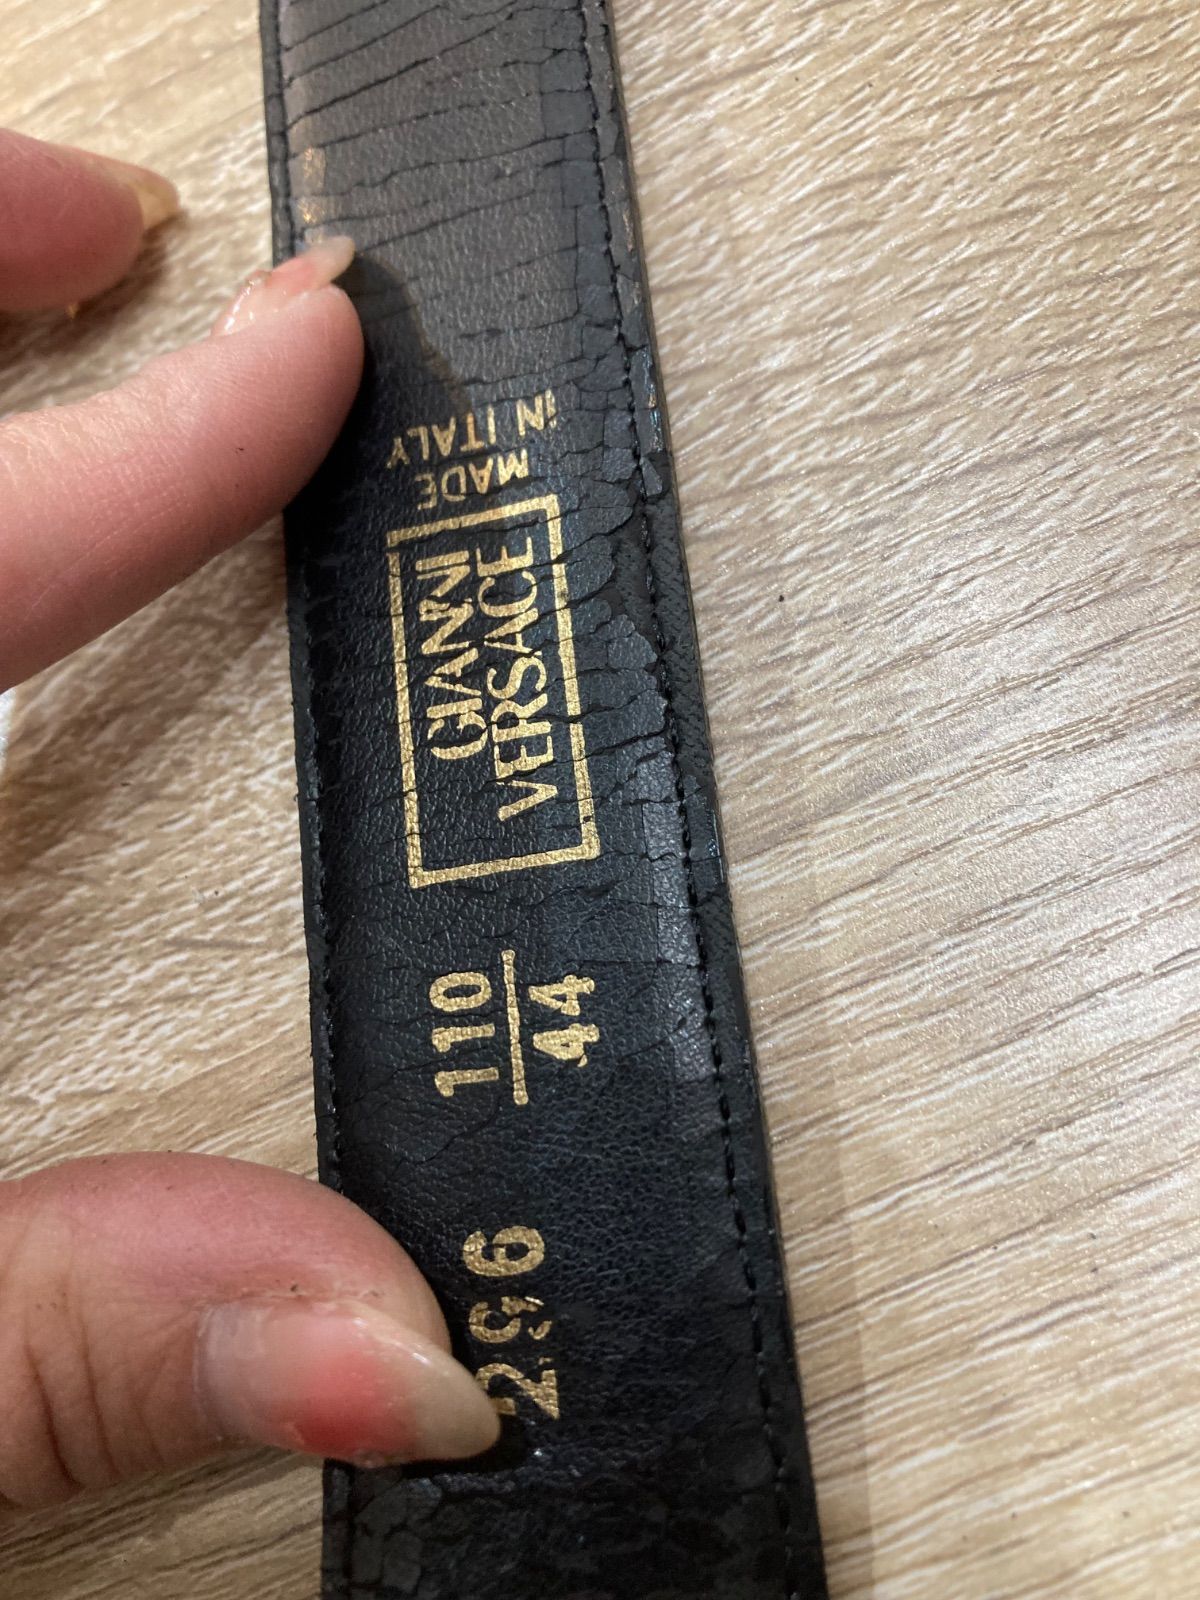 MADE
IN ITALY
GIANNI
VERSACE
110
44
296